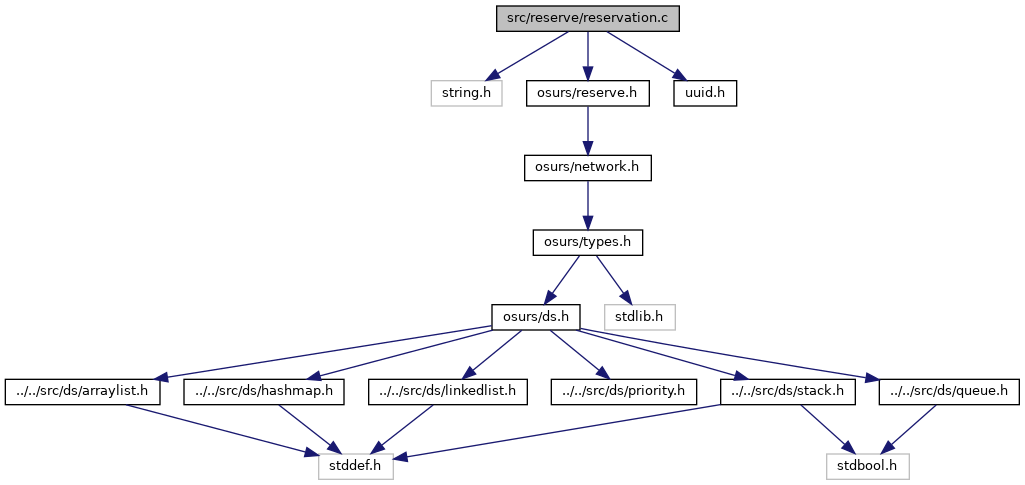 src/reserve/reservation.c
string.h
osurs/reserve.h
uuid.h
osurs/network.h
osurs/types.h
osurs/ds.h
stdlib.h
../../src/ds/arraylist.h
../../src/ds/hashmap.h
../../src/ds/linkedlist.h
../../src/ds/priority.h
../../src/ds/stack.h
../../src/ds/queue.h
stddef.h
stdbool.h